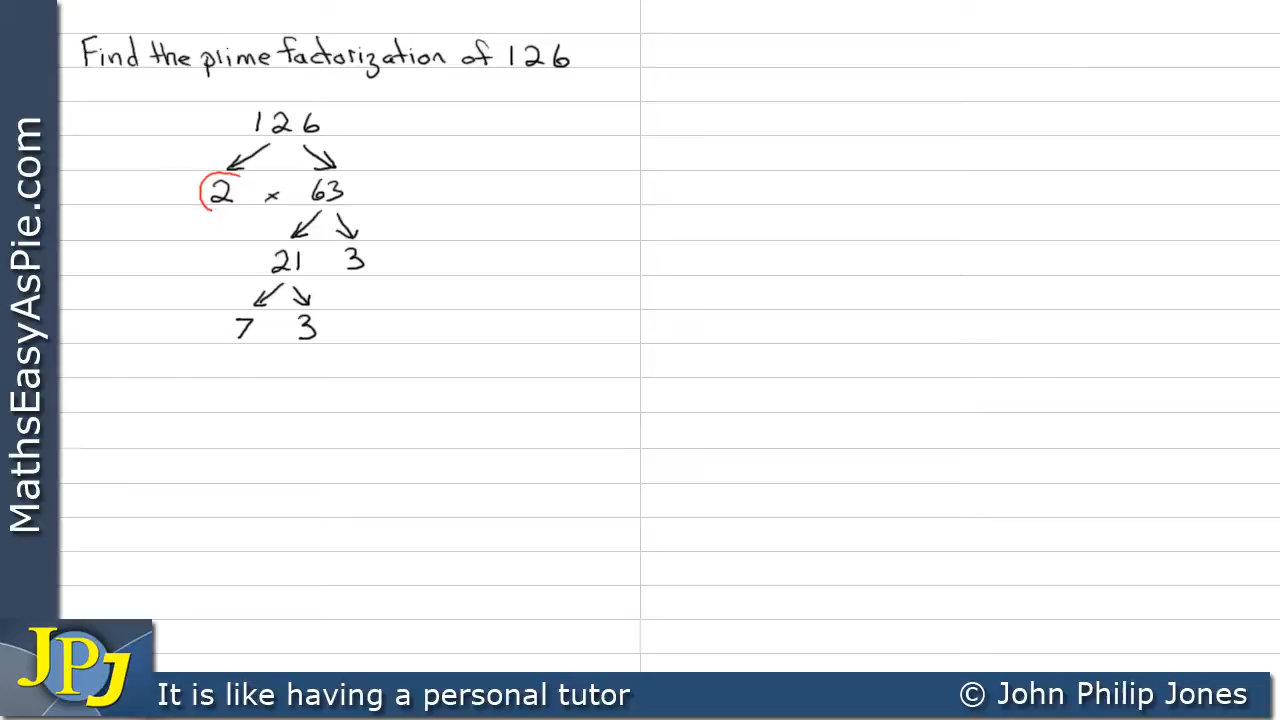 Find the prime factorization of 126
126
2 × 63
21 3
7 3
MathsEasyAsPie.com
JPJ
It is like having a personal tutor
© John Philip Jones